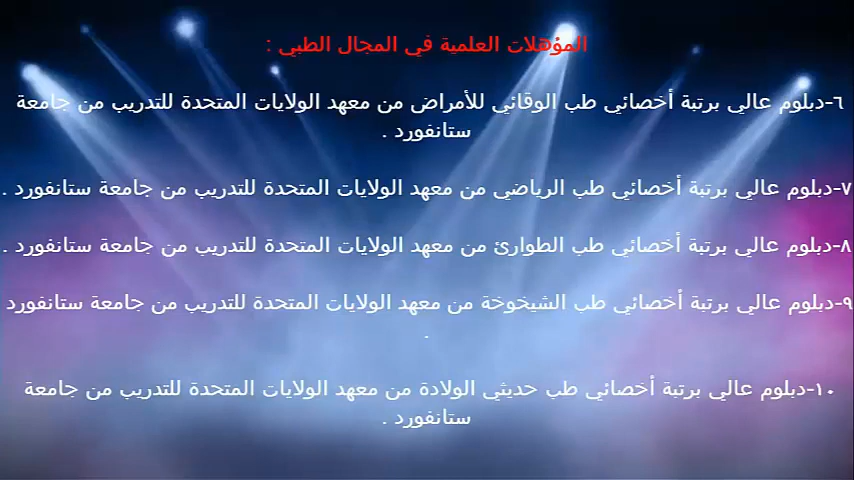 المؤهلات العلمية في المجال الطبي :
٦-دبلوم عالي برتبة أخصائي طب الوقائي للأمراض من معهد الولايات المتحدة للتدريب من جامعة
ستانفورد .
٧-دبلوم عالي برتبة أخصائي طب الرياضي من معهد الولايات المتحدة للتدريب من جامعة ستانفورد .
٨-دبلوم عالي برتبة أخصائي طب الطوارئ من معهد الولايات المتحدة للتدريب من جامعة ستانفورد .
٩-دبلوم عالي برتبة أخصائي طب الشيخوخة من معهد الولايات المتحدة للتدريب من جامعة ستانفورد
.
١٠-دبلوم عالي برتبة أخصائي طب حديثي الولادة من معهد الولايات المتحدة للتدريب من جامعة
ستانفورد .